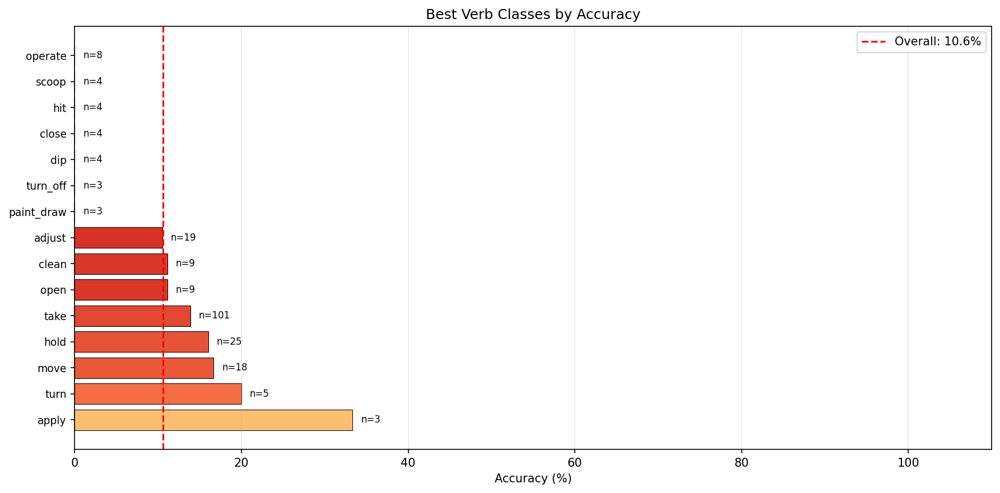 Best Verb Classes by Accuracy
Overall: 10.6%
operate n=8
scoop n=4
hit n=4
close n=4
dip n=4
turn_off n=3
paint_draw n=3
adjust n=19
clean n=9
open n=9
take n=101
hold n=25
move n=18
turn n=5
apply n=3
0 20 40 60 80 100
Accuracy (%)